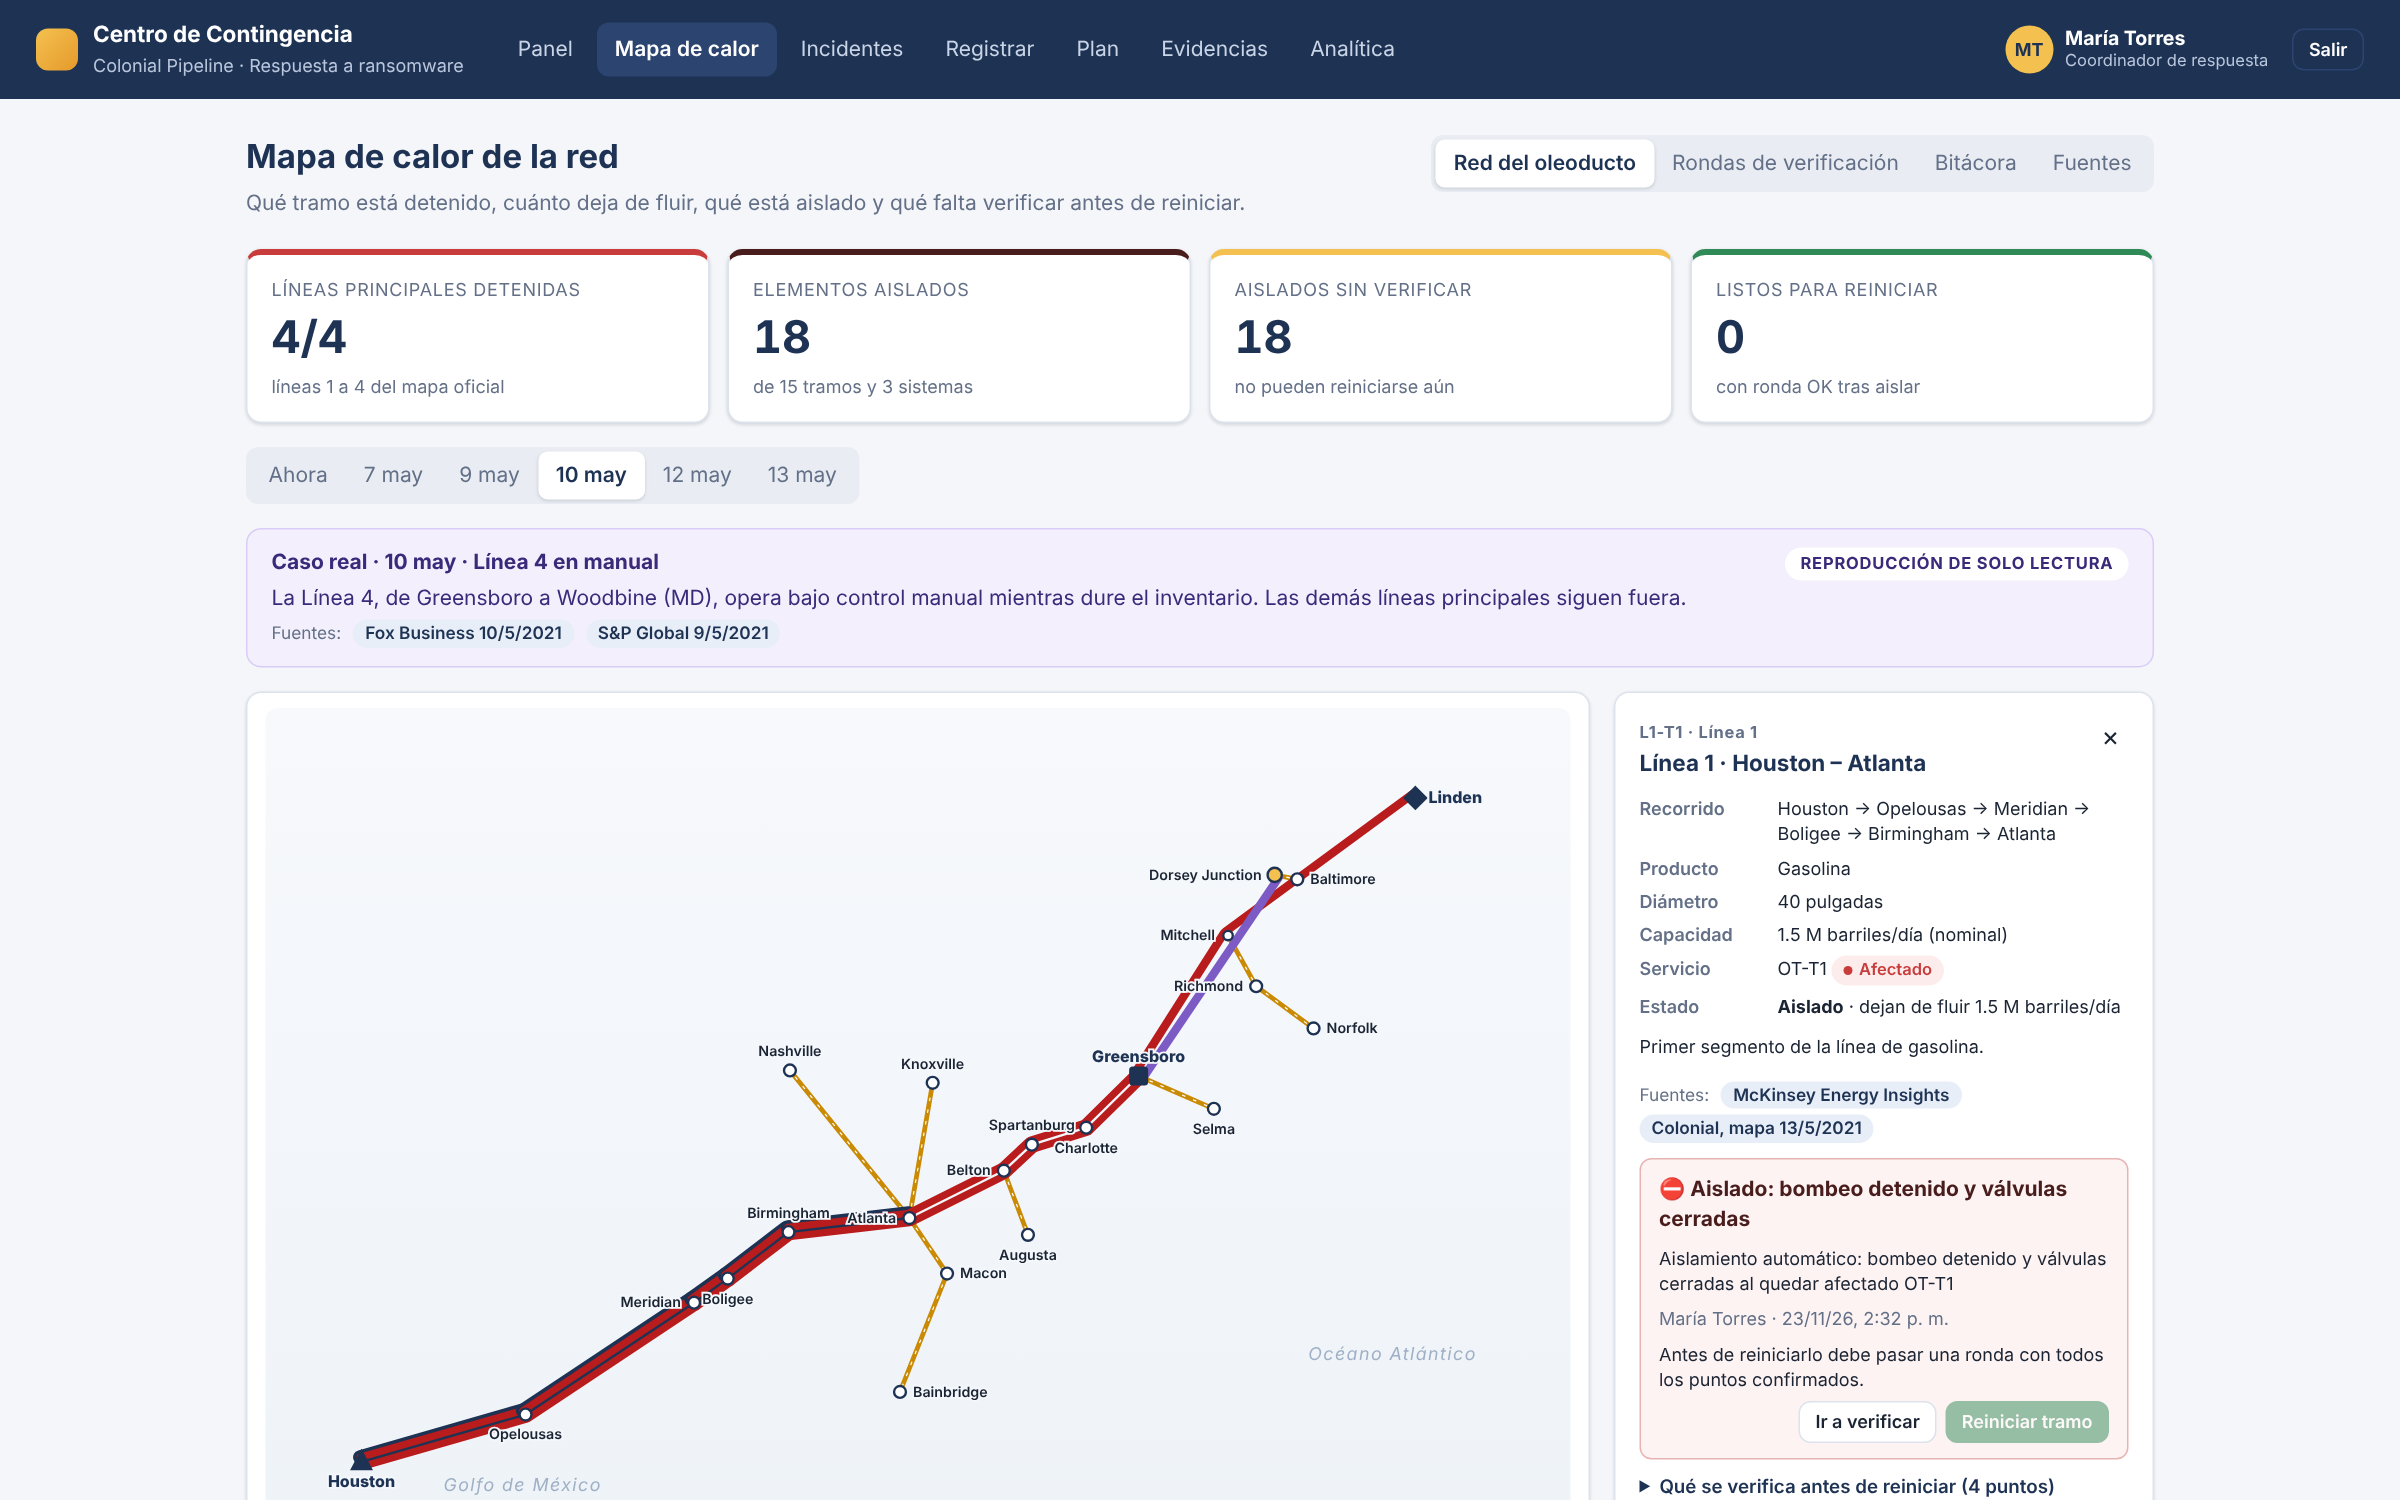 Centro de Contingencia
Colonial Pipeline · Respuesta a ransomware
Panel
Mapa de calor
Incidentes
Registrar
Plan
Evidencias
Analítica
MT
María Torres
Coordinador de respuesta
Salir
Mapa de calor de la red
Qué tramo está detenido, cuánto deja de fluir, qué está aislado y qué falta verificar antes de reiniciar.
Red del oleoducto
Rondas de verificación
Bitácora
Fuentes
LÍNEAS PRINCIPALES DETENIDAS
4/4
líneas 1 a 4 del mapa oficial
ELEMENTOS AISLADOS
18
de 15 tramos y 3 sistemas
AISLADOS SIN VERIFICAR
18
no pueden reiniciarse aún
LISTOS PARA REINICIAR
0
con ronda OK tras aislar
Ahora
7 may
9 may
10 may
12 may
13 may
Caso real · 10 may · Línea 4 en manual
REPRODUCCIÓN DE SOLO LECTURA
La Línea 4, de Greensboro a Woodbine (MD), opera bajo control manual mientras dure el inventario. Las demás líneas principales siguen fuera.
Fuentes: Fox Business 10/5/2021 S&P Global 9/5/2021
Linden
Dorsey Junction
Baltimore
Mitchell
Richmond
Norfolk
Nashville
Knoxville
Greensboro
Spartanburg
Charlotte
Selma
Belton
Birmingham
Atlanta
Augusta
Macon
Meridian
Boligee
Océano Atlántico
Bainbridge
Opelousas
Houston
Golfo de México
L1-T1 · Línea 1
✕
Línea 1 · Houston – Atlanta
Recorrido Houston → Opelousas → Meridian →
Boligee → Birmingham → Atlanta
Producto Gasolina
Diámetro 40 pulgadas
Capacidad 1.5 M barriles/día (nominal)
Servicio OT-T1 ● Afectado
Estado Aislado · dejan de fluir 1.5 M barriles/día
Primer segmento de la línea de gasolina.
Fuentes: McKinsey Energy Insights
Colonial, mapa 13/5/2021
⛔ Aislado: bombeo detenido y válvulas
cerradas
Aislamiento automático: bombeo detenido y válvulas
cerradas al quedar afectado OT-T1
María Torres · 23/11/26, 2:32 p. m.
Antes de reiniciarlo debe pasar una ronda con todos
los puntos confirmados.
Ir a verificar
Reiniciar tramo
▶ Qué se verifica antes de reiniciar (4 puntos)